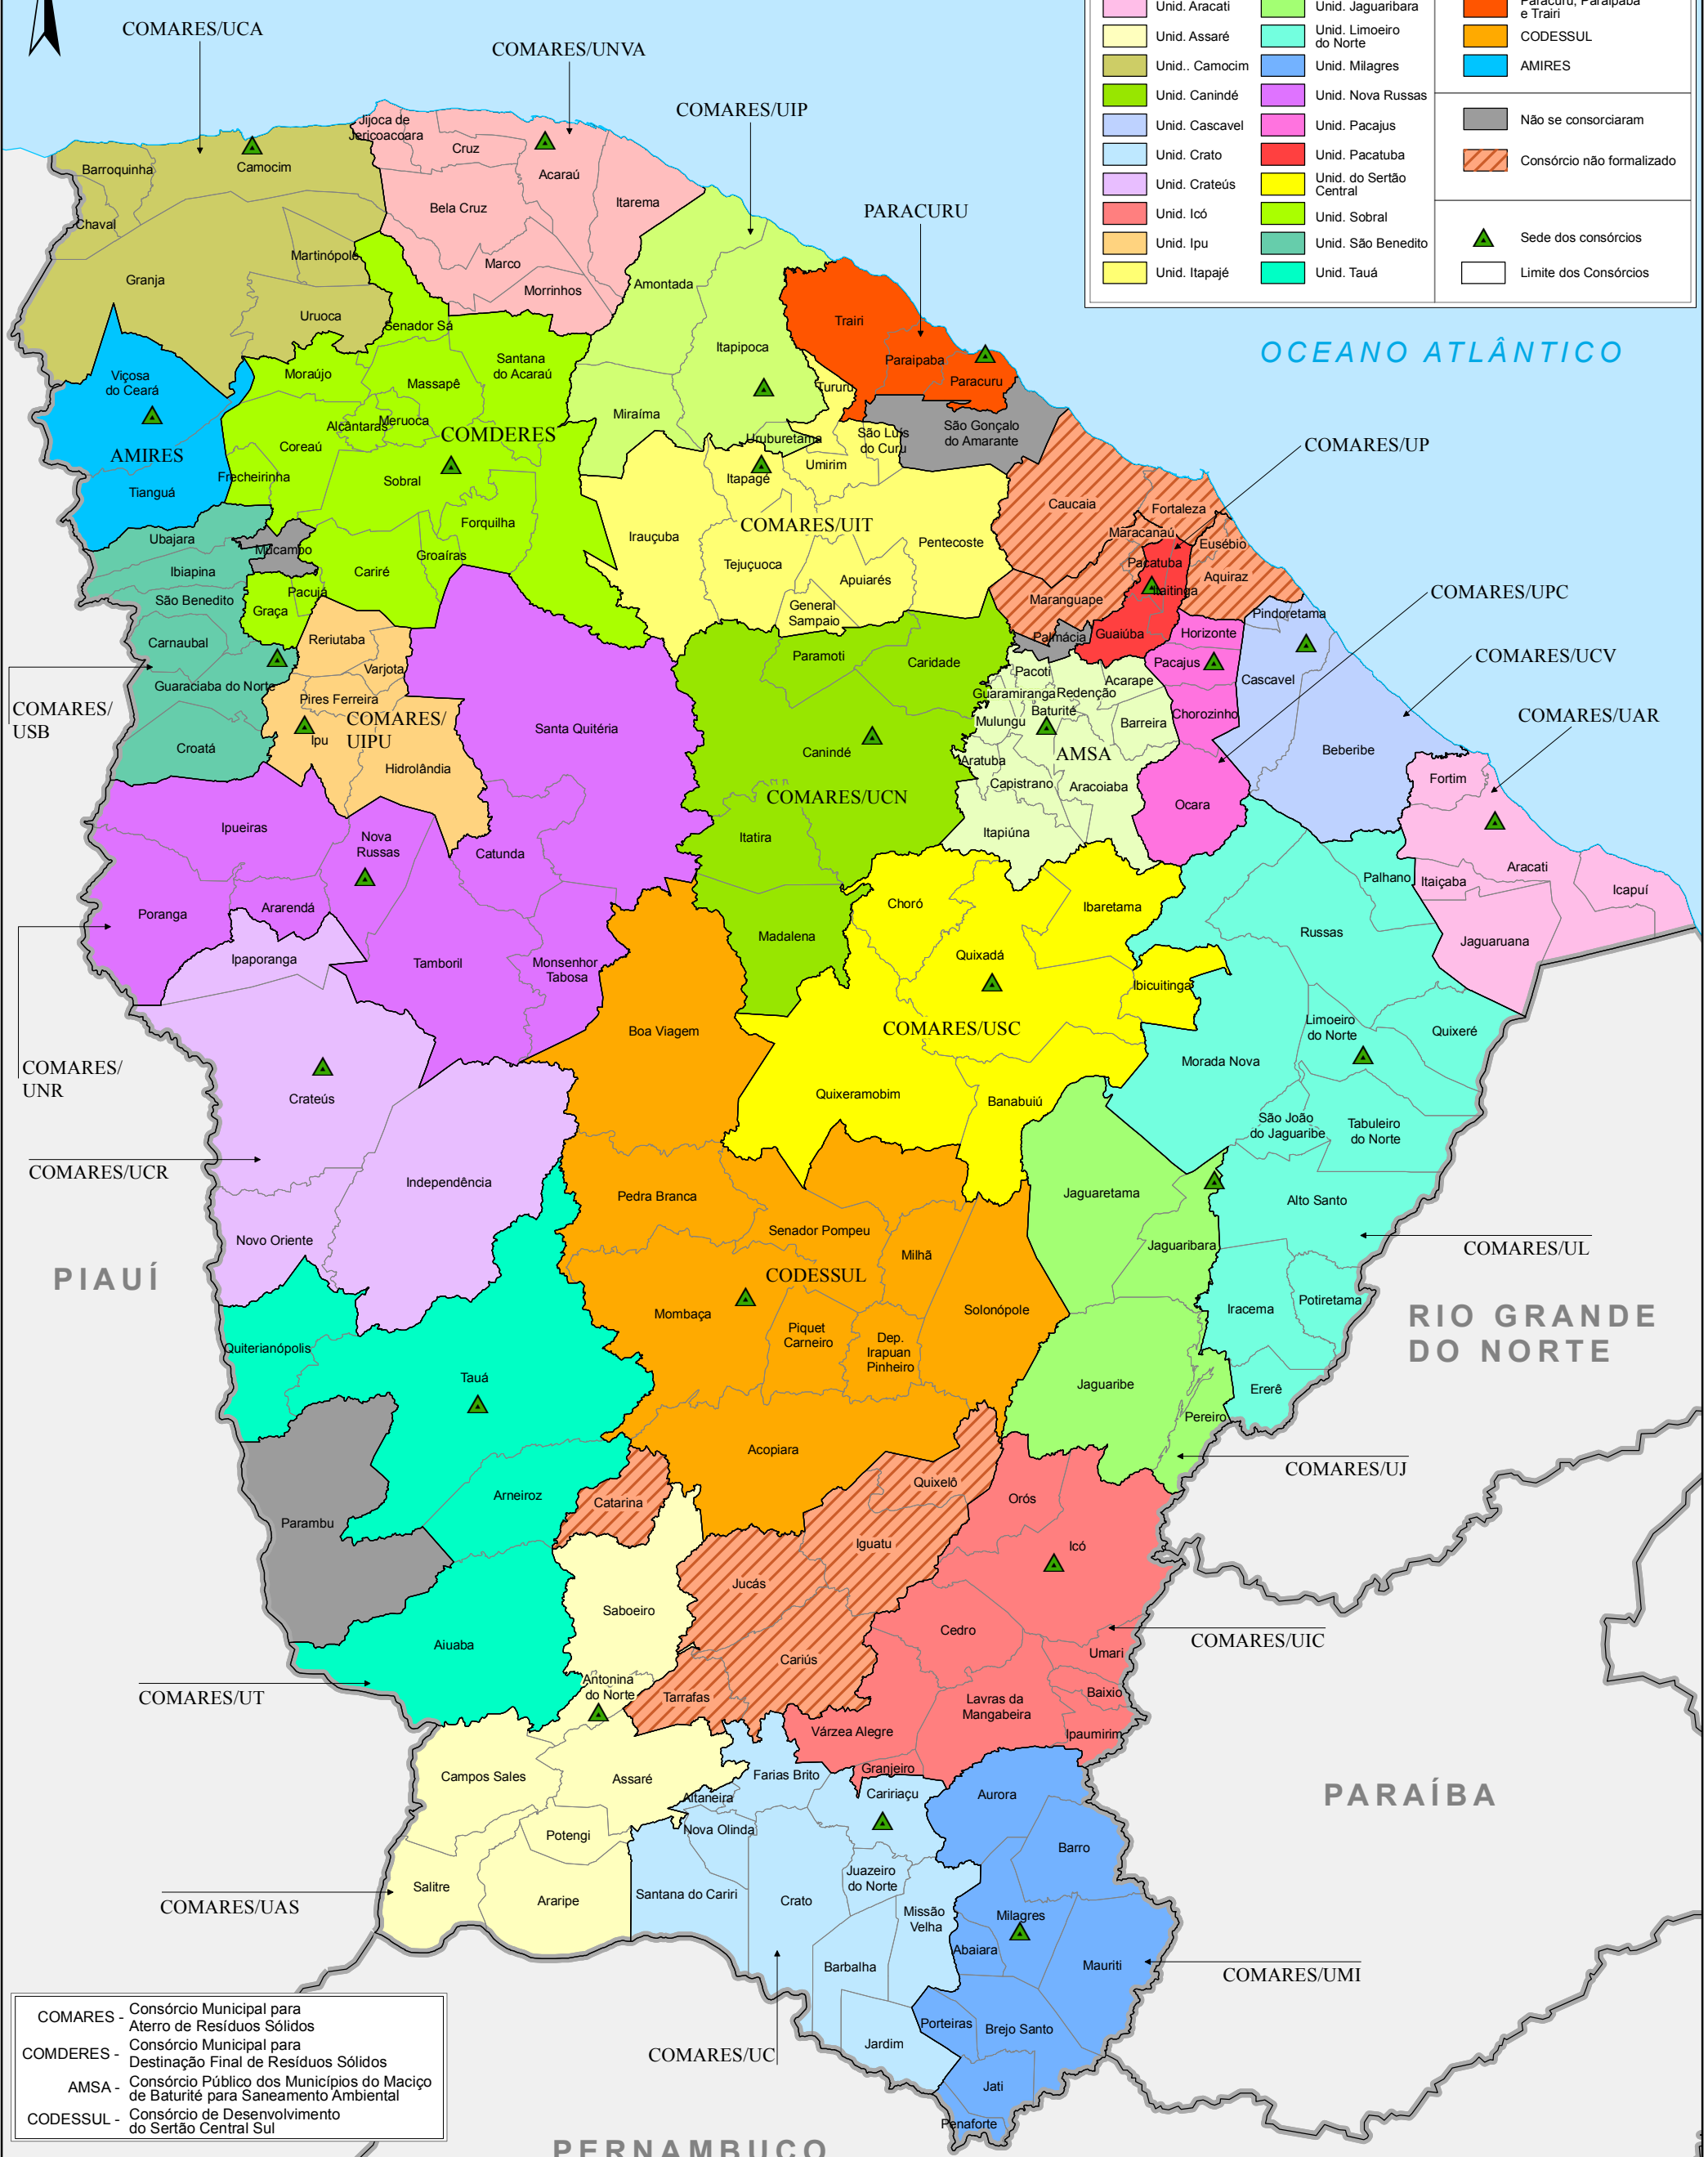 COMARES/UCA
COMARES/UNVA
COMARES/UIP
PARACURU
Unid. Aracati
Unid. Assaré
Unid.. Camocim
Unid. Canindé
Unid. Cascavel
Unid. Crato
Unid. Crateús
Unid. Icó
Unid. Ipu
Unid. Itapajé
Unid. Jaguaribara
Unid. Limoeiro
do Norte
Unid. Milagres
Unid. Nova Russas
Unid. Pacajus
Unid. Pacatuba
Unid. do Sertão
Central
Unid. Sobral
Unid. São Benedito
Unid. Tauá
Paracuru, Paraipaba
e Trairi
CODESSUL
AMIRES
Não se consorciaram
Consórcio não formalizado
Sede dos consórcios
Limite dos Consórcios
OCEANO ATLÂNTICO
Barroquinha
Camocim
Chaval
Granja
Martinópole
Uruoca
Jijoca de
Jericoacoara
Cruz
Acaraú
Bela Cruz
Itarema
Marco
Morrinhos
Amontada
Itapipoca
Miraíma
Trairi
Paraipaba
Paracuru
Tururu
Uruburetama
São Luís
do Curu
São Gonçalo
do Amarante
Umirim
Itapagé
COMARES/UIT
Irauçuba
Tejuçuoca
Apuiarés
Pentecoste
General
Sampaio
Viçosa
do Ceará
AMIRES
Tianguá
Senador Sá
Moraújo
Massapê
Santana
do Acaraú
Meruoca
Alcântaras
COMDERES
Coreaú
Frecheirinha
Sobral
Forquilha
Groaíras
Cariré
Mucambo
Pacujá
Graça
Ubajara
Ibiapina
São Benedito
Carnaubal
Guaraciaba do Norte
Croatá
COMARES/
USB
Reriutaba
Varjota
Pires Ferreira
COMARES/
UIPU
Ipu
Hidrolândia
Santa Quitéria
Caucaia
Fortaleza
Maracanaú
Eusébio
Pacatuba
Itaitinga
Aquiraz
Maranguape
Palmácia
Guaiúba
COMARES/UP
COMARES/UPC
COMARES/UCV
COMARES/UAR
Horizonte
Pacajus
Chorozinho
Ocara
Pindoretama
Cascavel
Beberibe
Fortim
Aracati
Itaiçaba
Icapuí
Jaguaruana
Paramoti
Caridade
Canindé
COMARES/UCN
Itatira
Madalena
Pacoti
Acarape
Guaramiranga
Redenção
Baturité
Mulungu
Barreira
AMSA
Aratuba
Capistrano
Aracoiaba
Itapiúna
Ipueiras
Nova
Russas
Catunda
Poranga
Ararendá
Tamboril
Monsenhor
Tabosa
COMARES/
UNR
Ipaporanga
Crateús
COMARES/UCR
Independência
Novo Oriente
Choró
Ibaretama
Quixadá
Ibicuitinga
COMARES/USC
Quixeramobim
Banabuiú
Palhano
Russas
Limoeiro
do Norte
Quixeré
Morada Nova
São João
do Jaguaribe
Tabuleiro
do Norte
Alto Santo
COMARES/UL
Iracema
Potiretama
Ererê
Boa Viagem
Pedra Branca
Senador Pompeu
Milhã
CODESSUL
Mombaça
Piquet
Carneiro
Dep.
Irapuan
Pinheiro
Solonópole
Acopiara
Jaguaretama
Jaguaribara
Jaguaribe
Pereiro
COMARES/UJ
PIAUÍ
RIO GRANDE
DO NORTE
Quiterianópolis
Tauá
Arneiroz
Parambu
Aiuaba
COMARES/UT
Catarina
Quixelô
Iguatu
Jucás
Cariús
Tarrafas
Saboeiro
Antonina
do Norte
Orós
Icó
Cedro
Umari
COMARES/UIC
Baixio
Lavras da
Mangabeira
Várzea Alegre
Ipaumirim
Granjeiro
Campos Sales
Assaré
Potengi
Salitre
Araripe
COMARES/UAS
Farias Brito
Caririaçu
Altaneira
Nova Olinda
Juazeiro
do Norte
Santana do Cariri
Crato
Missão
Velha
Barbalha
Jardim
COMARES/UC
Aurora
Barro
Milagres
Abaiara
Mauriti
Porteiras
Brejo Santo
Jati
Penaforte
COMARES/UMI
PARAÍBA
PERNAMBUCO
COMARES - Consórcio Municipal para
Aterro de Resíduos Sólidos
COMDERES - Consórcio Municipal para
Destinação Final de Resíduos Sólidos
AMSA - Consórcio Público dos Municípios do Maciço
de Baturité para Saneamento Ambiental
CODESSUL - Consórcio de Desenvolvimento
do Sertão Central Sul